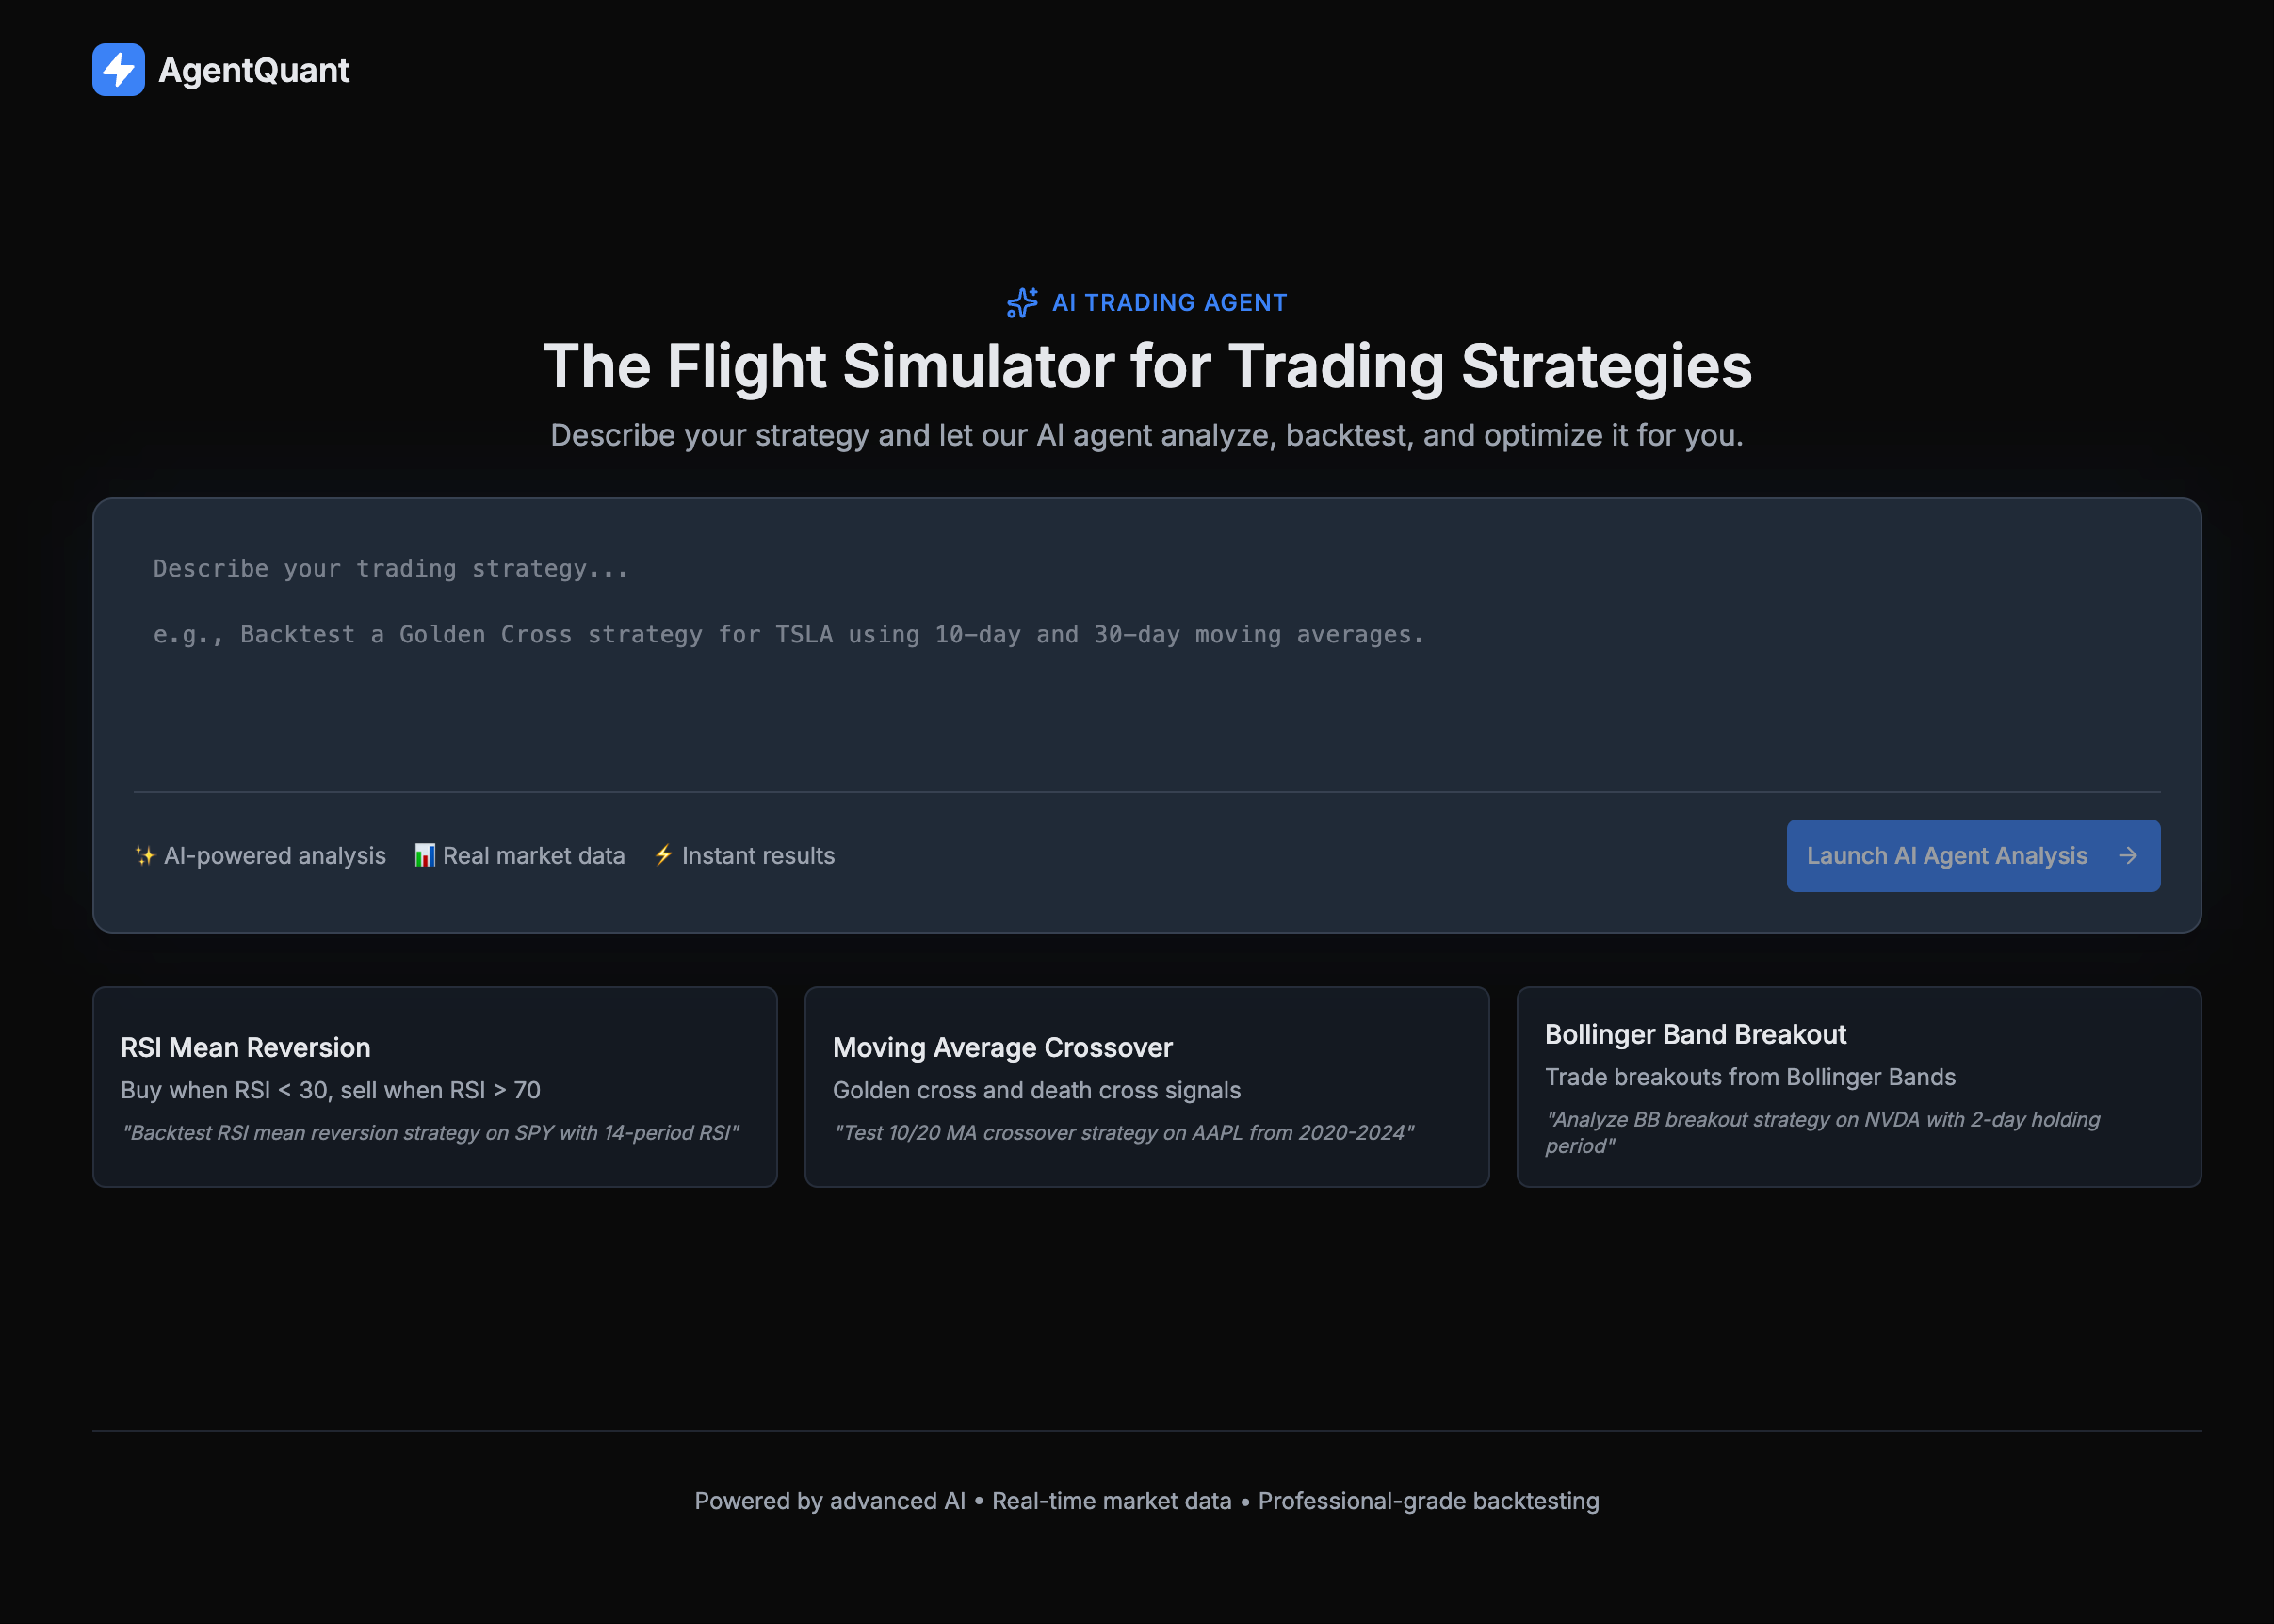 AgentQuant
AI TRADING AGENT
The Flight Simulator for Trading Strategies
Describe your strategy and let our AI agent analyze, backtest, and optimize it for you.
Describe your trading strategy...
e.g., Backtest a Golden Cross strategy for TSLA using 10-day and 30-day moving averages.
✨ AI-powered analysis 📊 Real market data ⚡ Instant results
Launch AI Agent Analysis →
RSI Mean Reversion
Buy when RSI < 30, sell when RSI > 70
"Backtest RSI mean reversion strategy on SPY with 14-period RSI"
Moving Average Crossover
Golden cross and death cross signals
"Test 10/20 MA crossover strategy on AAPL from 2020-2024"
Bollinger Band Breakout
Trade breakouts from Bollinger Bands
"Analyze BB breakout strategy on NVDA with 2-day holding
period"
Powered by advanced AI • Real-time market data • Professional-grade backtesting